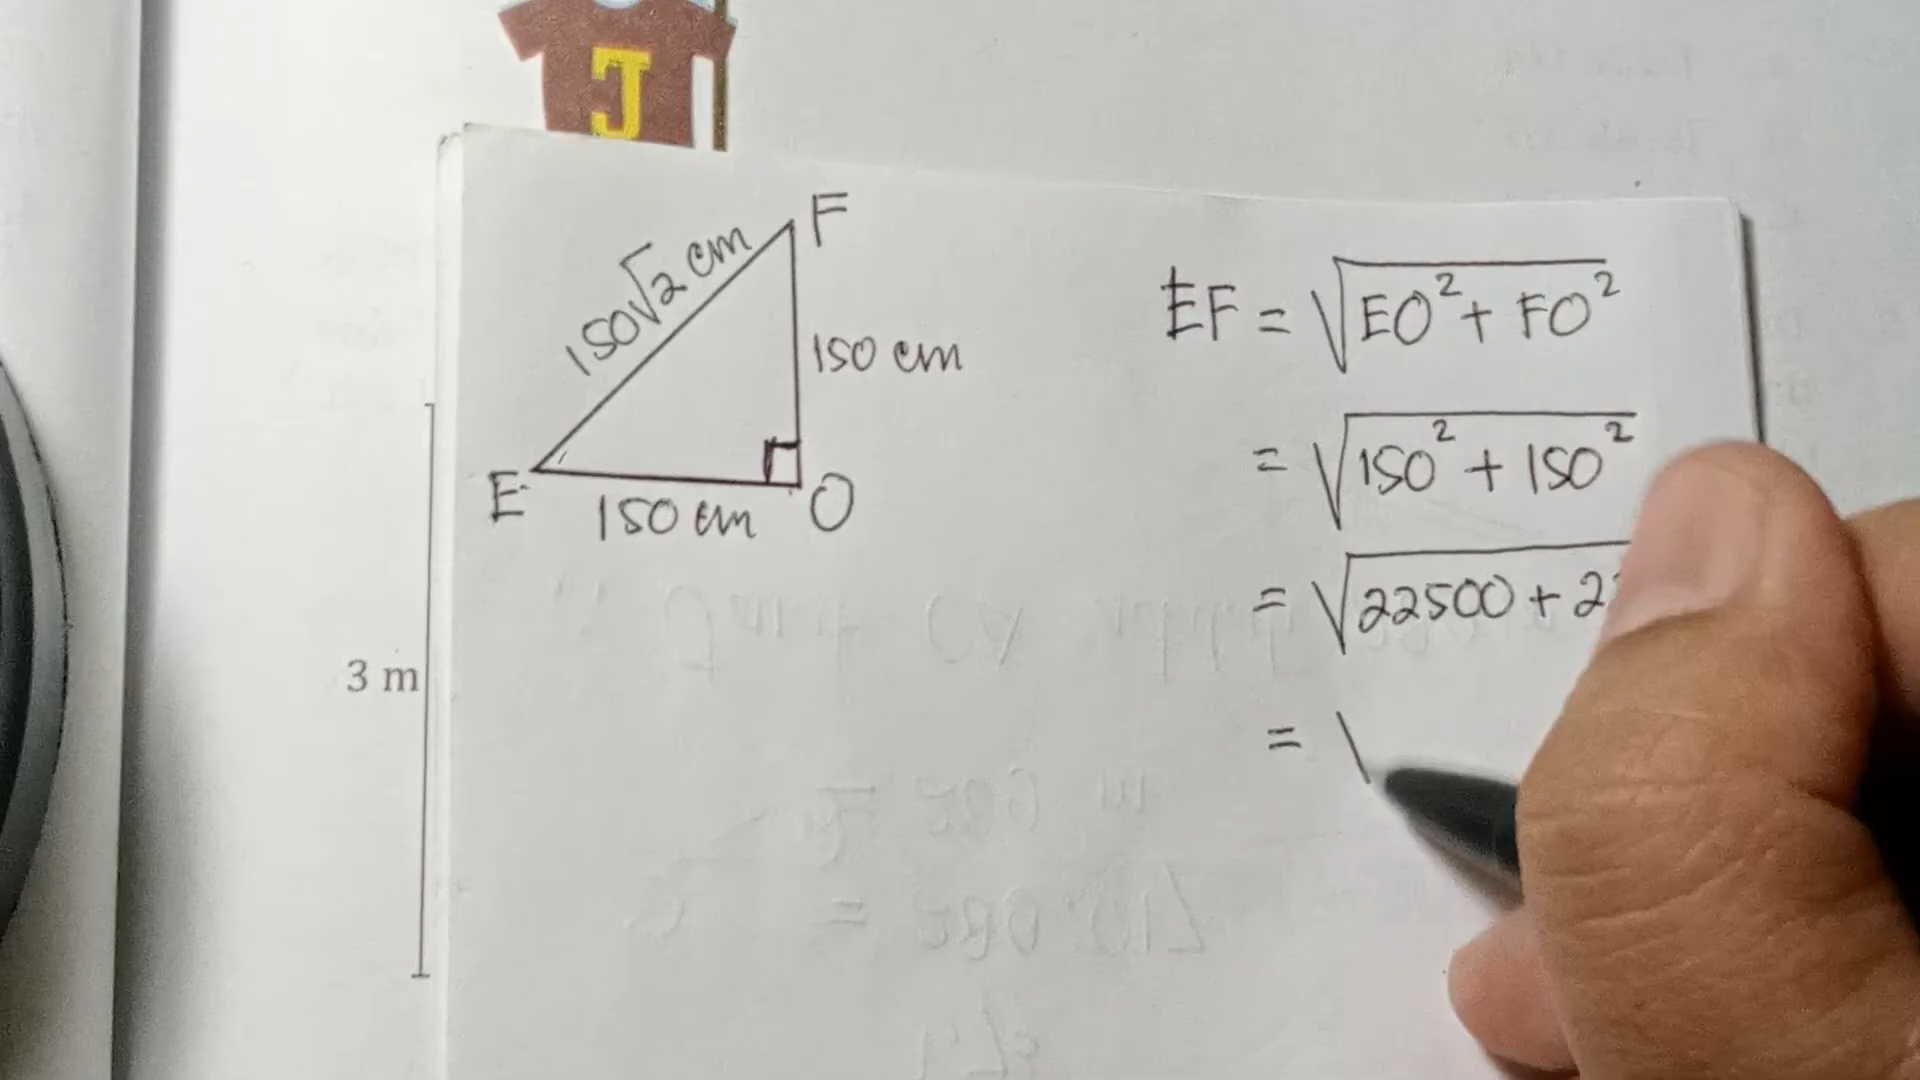 J
F
150√2 cm
150 cm
E
150 cm
O
3 m
EF = √EO² + FO²
= √150² + 150²
= √22500 + 2
= √